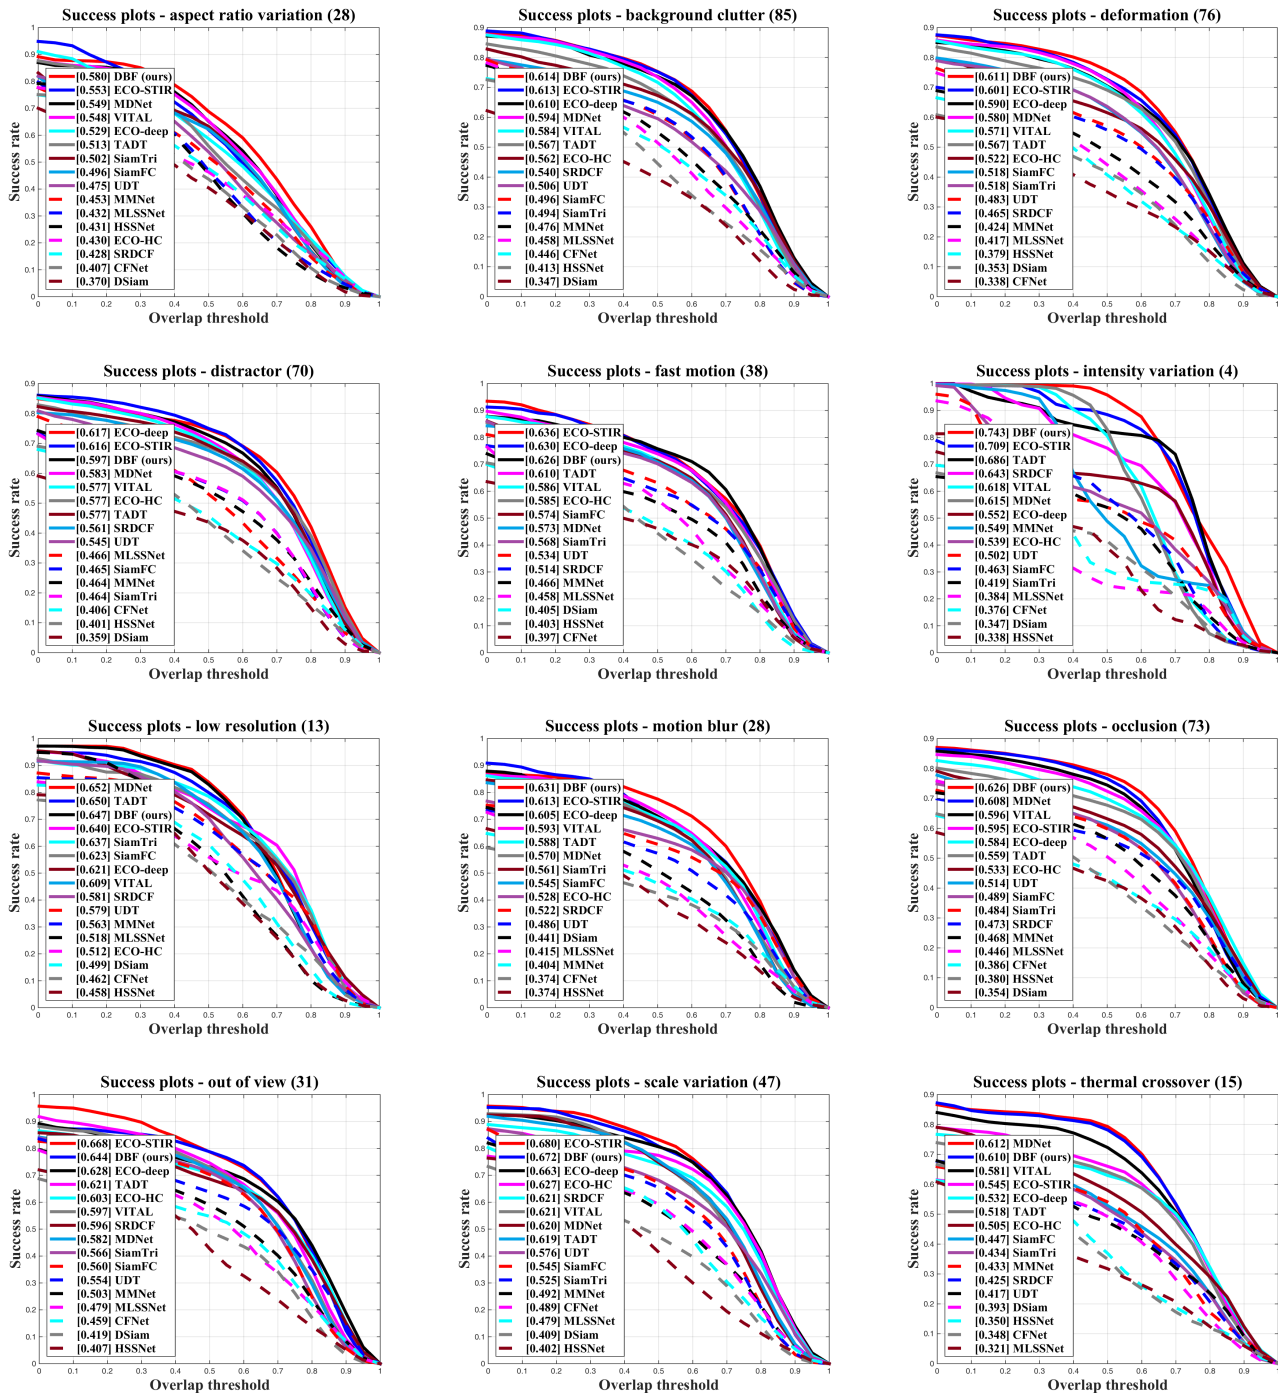 Success plots - aspect ratio variation (28)
[0.580] DBF (ours)
[0.553] ECO-STIR
[0.549] MDNet
[0.548] VITAL
[0.529] ECO-deep
[0.513] TADT
[0.502] SiamTri
[0.496] SiamFC
[0.475] UDT
[0.453] MMNet
[0.432] MLSSNet
[0.431] HSSNet
[0.430] ECO-HC
[0.428] SRDCF
[0.407] CFNet
[0.370] DSiam
Success rate
Overlap threshold
Success plots - background clutter (85)
[0.614] DBF (ours)
[0.613] ECO-STIR
[0.610] ECO-deep
[0.594] MDNet
[0.584] VITAL
[0.567] TADT
[0.562] ECO-HC
[0.540] SRDCF
[0.506] UDT
[0.496] SiamFC
[0.494] SiamTri
[0.476] MMNet
[0.458] MLSSNet
[0.446] CFNet
[0.413] HSSNet
[0.347] DSiam
Success rate
Overlap threshold
Success plots - deformation (76)
[0.611] DBF (ours)
[0.601] ECO-STIR
[0.590] ECO-deep
[0.580] MDNet
[0.571] VITAL
[0.567] TADT
[0.522] ECO-HC
[0.518] SiamFC
[0.518] SiamTri
[0.483] UDT
[0.465] SRDCF
[0.424] MMNet
[0.417] MLSSNet
[0.379] HSSNet
[0.353] DSiam
[0.338] CFNet
Success rate
Overlap threshold
Success plots - distractor (70)
[0.617] ECO-deep
[0.616] ECO-STIR
[0.597] DBF (ours)
[0.583] MDNet
[0.577] VITAL
[0.577] ECO-HC
[0.577] TADT
[0.561] SRDCF
[0.545] UDT
[0.466] MLSSNet
[0.465] SiamFC
[0.464] MMNet
[0.464] SiamTri
[0.406] CFNet
[0.401] HSSNet
[0.359] DSiam
Success rate
Overlap threshold
Success plots - fast motion (38)
[0.636] ECO-STIR
[0.630] ECO-deep
[0.626] DBF (ours)
[0.610] TADT
[0.586] VITAL
[0.585] ECO-HC
[0.574] SiamFC
[0.573] MDNet
[0.568] SiamTri
[0.534] UDT
[0.514] SRDCF
[0.466] MMNet
[0.458] MLSSNet
[0.405] DSiam
[0.403] HSSNet
[0.397] CFNet
Success rate
Overlap threshold
Success plots - intensity variation (4)
[0.743] DBF (ours)
[0.709] ECO-STIR
[0.686] TADT
[0.643] SRDCF
[0.618] VITAL
[0.615] MDNet
[0.552] ECO-deep
[0.549] MMNet
[0.539] ECO-HC
[0.502] UDT
[0.463] SiamFC
[0.419] SiamTri
[0.384] MLSSNet
[0.376] CFNet
[0.347] DSiam
[0.338] HSSNet
Success rate
Overlap threshold
Success plots - low resolution (13)
[0.652] MDNet
[0.650] TADT
[0.647] DBF (ours)
[0.640] ECO-STIR
[0.637] SiamTri
[0.623] SiamFC
[0.621] ECO-deep
[0.609] VITAL
[0.581] SRDCF
[0.579] UDT
[0.563] MMNet
[0.518] MLSSNet
[0.512] ECO-HC
[0.499] DSiam
[0.462] CFNet
[0.458] HSSNet
Success rate
Overlap threshold
Success plots - motion blur (28)
[0.631] DBF (ours)
[0.613] ECO-STIR
[0.605] ECO-deep
[0.593] VITAL
[0.588] TADT
[0.570] MDNet
[0.561] SiamTri
[0.545] SiamFC
[0.528] ECO-HC
[0.522] SRDCF
[0.486] UDT
[0.441] DSiam
[0.415] MLSSNet
[0.404] MMNet
[0.374] CFNet
[0.374] HSSNet
Success rate
Overlap threshold
Success plots - occlusion (73)
[0.626] DBF (ours)
[0.608] MDNet
[0.596] VITAL
[0.595] ECO-STIR
[0.584] ECO-deep
[0.559] TADT
[0.533] ECO-HC
[0.514] UDT
[0.489] SiamFC
[0.484] SiamTri
[0.473] SRDCF
[0.468] MMNet
[0.446] MLSSNet
[0.386] CFNet
[0.380] HSSNet
[0.354] DSiam
Success rate
Overlap threshold
Success plots - out of view (31)
[0.668] ECO-STIR
[0.644] DBF (ours)
[0.628] ECO-deep
[0.621] TADT
[0.603] ECO-HC
[0.597] VITAL
[0.596] SRDCF
[0.582] MDNet
[0.566] SiamTri
[0.560] SiamFC
[0.554] UDT
[0.503] MMNet
[0.479] MLSSNet
[0.459] CFNet
[0.419] DSiam
[0.407] HSSNet
Success rate
Overlap threshold
Success plots - scale variation (47)
[0.680] ECO-STIR
[0.672] DBF (ours)
[0.663] ECO-deep
[0.627] ECO-HC
[0.621] SRDCF
[0.621] VITAL
[0.620] MDNet
[0.619] TADT
[0.576] UDT
[0.545] SiamFC
[0.525] SiamTri
[0.492] MMNet
[0.489] CFNet
[0.479] MLSSNet
[0.409] DSiam
[0.402] HSSNet
Success rate
Overlap threshold
Success plots - thermal crossover (15)
[0.612] MDNet
[0.610] DBF (ours)
[0.581] VITAL
[0.545] ECO-STIR
[0.532] ECO-deep
[0.518] TADT
[0.505] ECO-HC
[0.447] SiamFC
[0.434] SiamTri
[0.433] MMNet
[0.425] SRDCF
[0.417] UDT
[0.393] DSiam
[0.350] HSSNet
[0.348] CFNet
[0.321] MLSSNet
Success rate
Overlap threshold